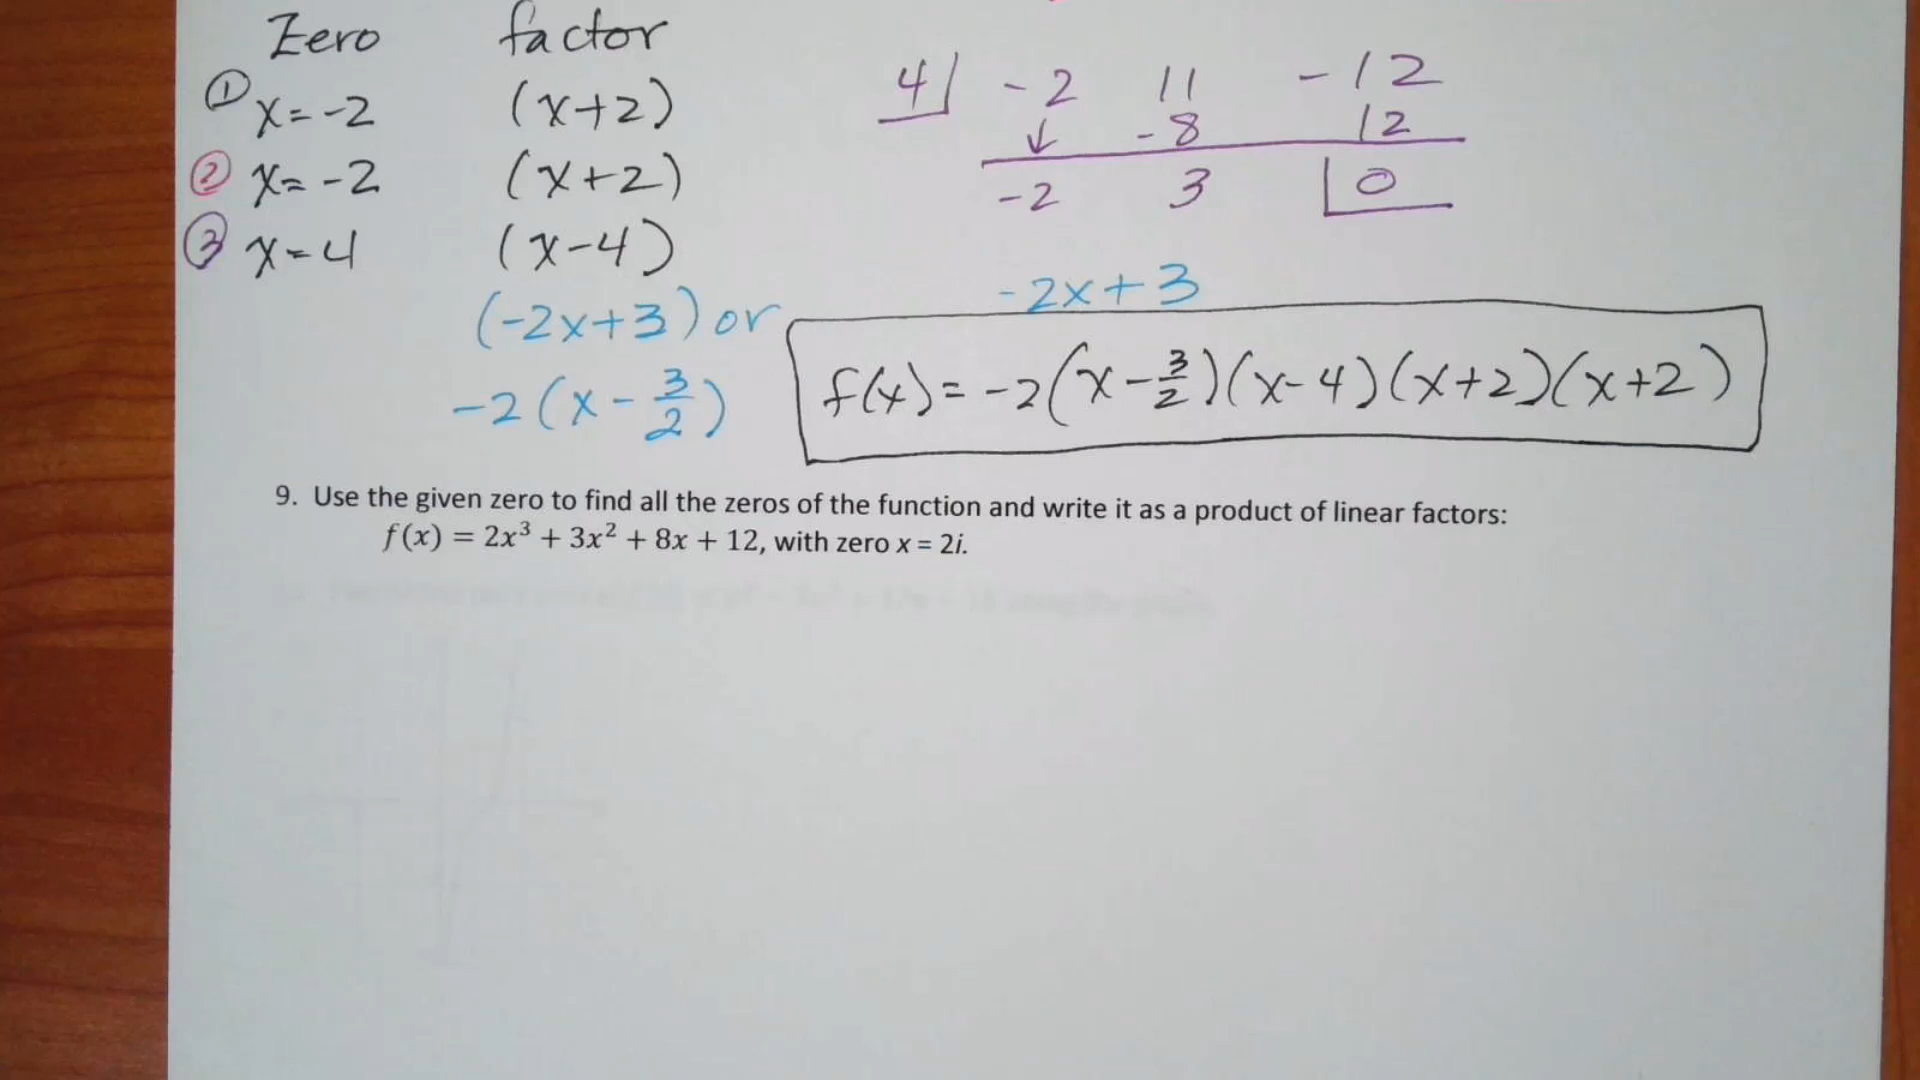 Zero factor
① x=-2 (x+2)
② x=-2 (x+2)
③ x=4 (x-4)
(-2x+3) or
-2(x-3/2)
4| -2 11 -12
↓ -8 12
-2 3 |0
-2x+3
f(x)=-2(x-3/2)(x-4)(x+2)(x+2)
9. Use the given zero to find all the zeros of the function and write it as a product of linear factors:
f(x) = 2x³ + 3x² + 8x + 12, with zero x = 2i.